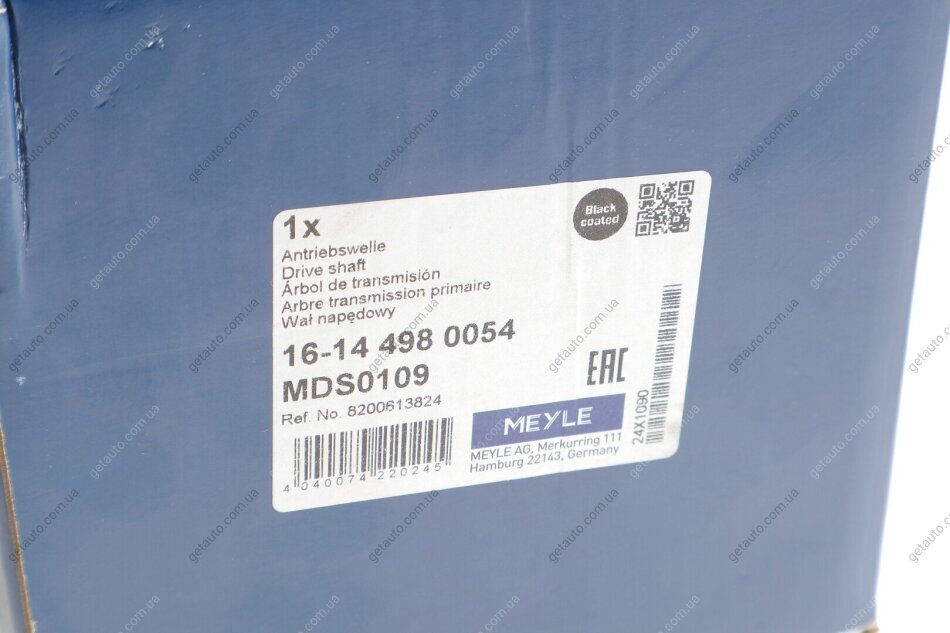 1x
Black
coated
Antriebswelle
Drive shaft
Árbol de transmisión
Arbre transmission primaire
Wał napędowy
16-14 498 0054
MDS0109
Ref. No. 8200613824
4 040074 220245
EAC
MEYLE
MEYLE AG, Merkurring 111
Hamburg 22143, Germany
24X1090
getauto.com.ua